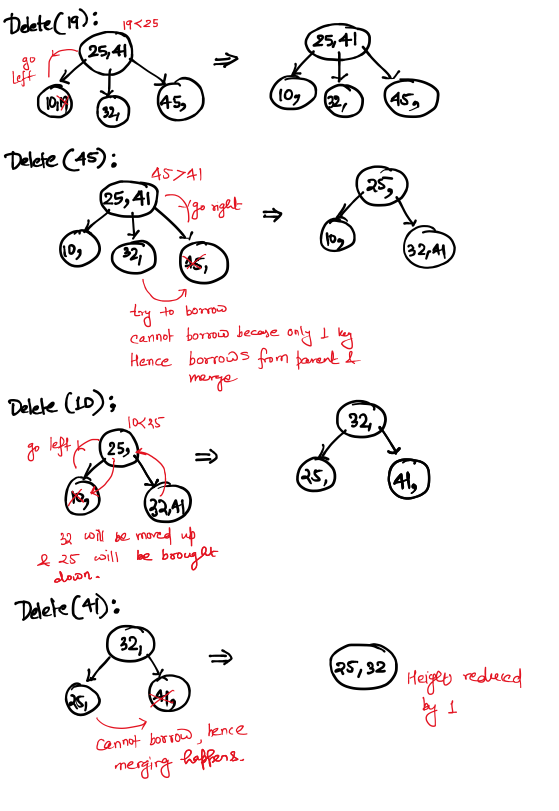 Delete(19):
19<25
go
left
25,41
10,19
32,
45,
⇒
25,41
10,
32,
45,
Delete (45):
45>41
25,41
go right
10,
32,
45,
⇒
25,
10,
32,41
try to borrow
cannot borrow becase only 1 key
Hence borrows from parent &
merge
Delete (10);
10<25
go left
25,
10,
32,41
⇒
32,
25,
41,
32 will be moved up
& 25 will be brought
down.
Delete(41):
32,
25,
41,
⇒
25,32
Height reduced
by 1
cannot borrow, hence
merging happens.